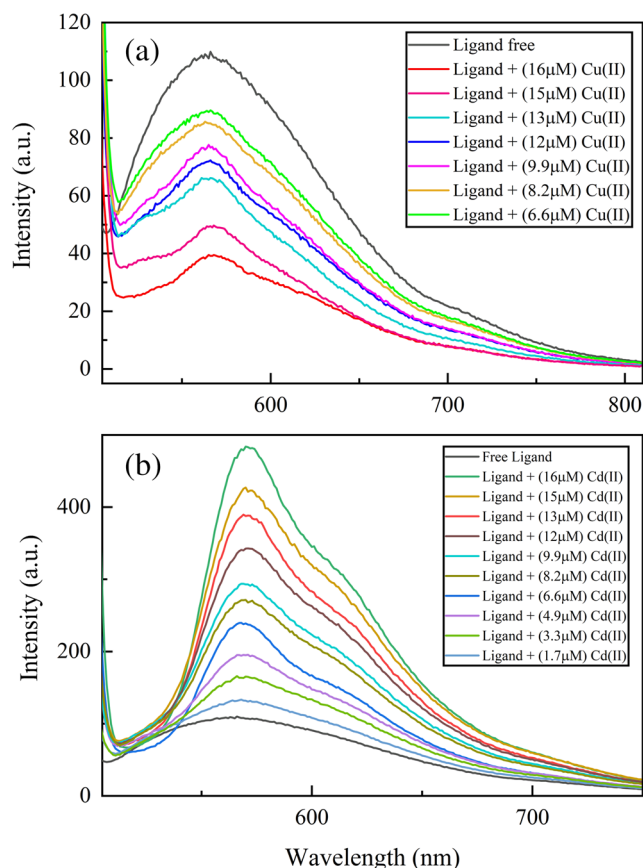 (a)
Ligand free
Ligand + (16μM) Cu(II)
Ligand + (15μM) Cu(II)
Ligand + (13μM) Cu(II)
Ligand + (12μM) Cu(II)
Ligand + (9.9μM) Cu(II)
Ligand + (8.2μM) Cu(II)
Ligand + (6.6μM) Cu(II)
120
100
80
60
40
20
0
Intensity (a.u.)
600
700
800
(b)
Free Ligand
Ligand + (16μM) Cd(II)
Ligand + (15μM) Cd(II)
Ligand + (13μM) Cd(II)
Ligand + (12μM) Cd(II)
Ligand + (9.9μM) Cd(II)
Ligand + (8.2μM) Cd(II)
Ligand + (6.6μM) Cd(II)
Ligand + (4.9μM) Cd(II)
Ligand + (3.3μM) Cd(II)
Ligand + (1.7μM) Cd(II)
400
200
0
Intensity (a.u.)
600
700
Wavelength (nm)